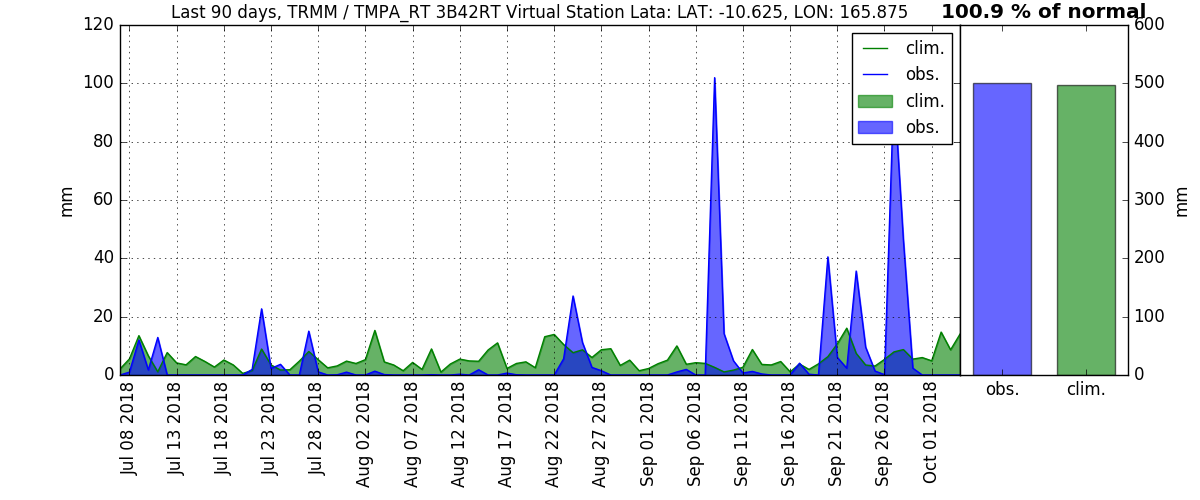 Last 90 days, TRMM / TMPA_RT 3B42RT Virtual Station Lata: LAT: -10.625, LON: 165.875
100.9 % of normal
120
100
80
60
40
20
0
mm
clim.
obs.
clim.
obs.
600
500
400
300
200
100
0
mm
obs.
clim.
Jul 08 2018
Jul 13 2018
Jul 18 2018
Jul 23 2018
Jul 28 2018
Aug 02 2018
Aug 07 2018
Aug 12 2018
Aug 17 2018
Aug 22 2018
Aug 27 2018
Sep 01 2018
Sep 06 2018
Sep 11 2018
Sep 16 2018
Sep 21 2018
Sep 26 2018
Oct 01 2018